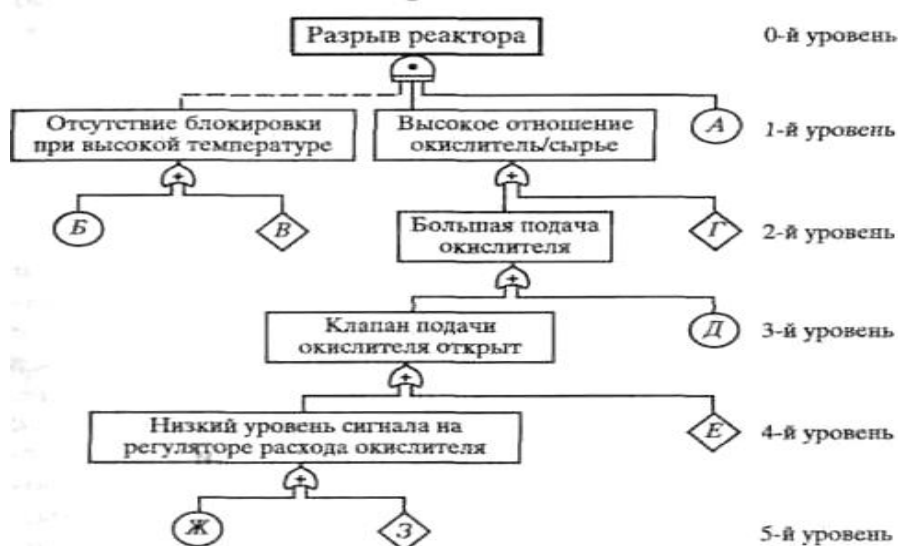 Разрыв реактора
0-й уровень
Отсутствие блокировки
при высокой температуре
Высокое отношение
окислитель/сырье
А
1-й уровень
+
+
Б
В
Большая подача
окислителя
Г
2-й уровень
+
Клапан подачи
окислителя открыт
Д
3-й уровень
+
Низкий уровень сигнала на
регуляторе расхода окислителя
Е
4-й уровень
+
Ж
З
5-й уровень